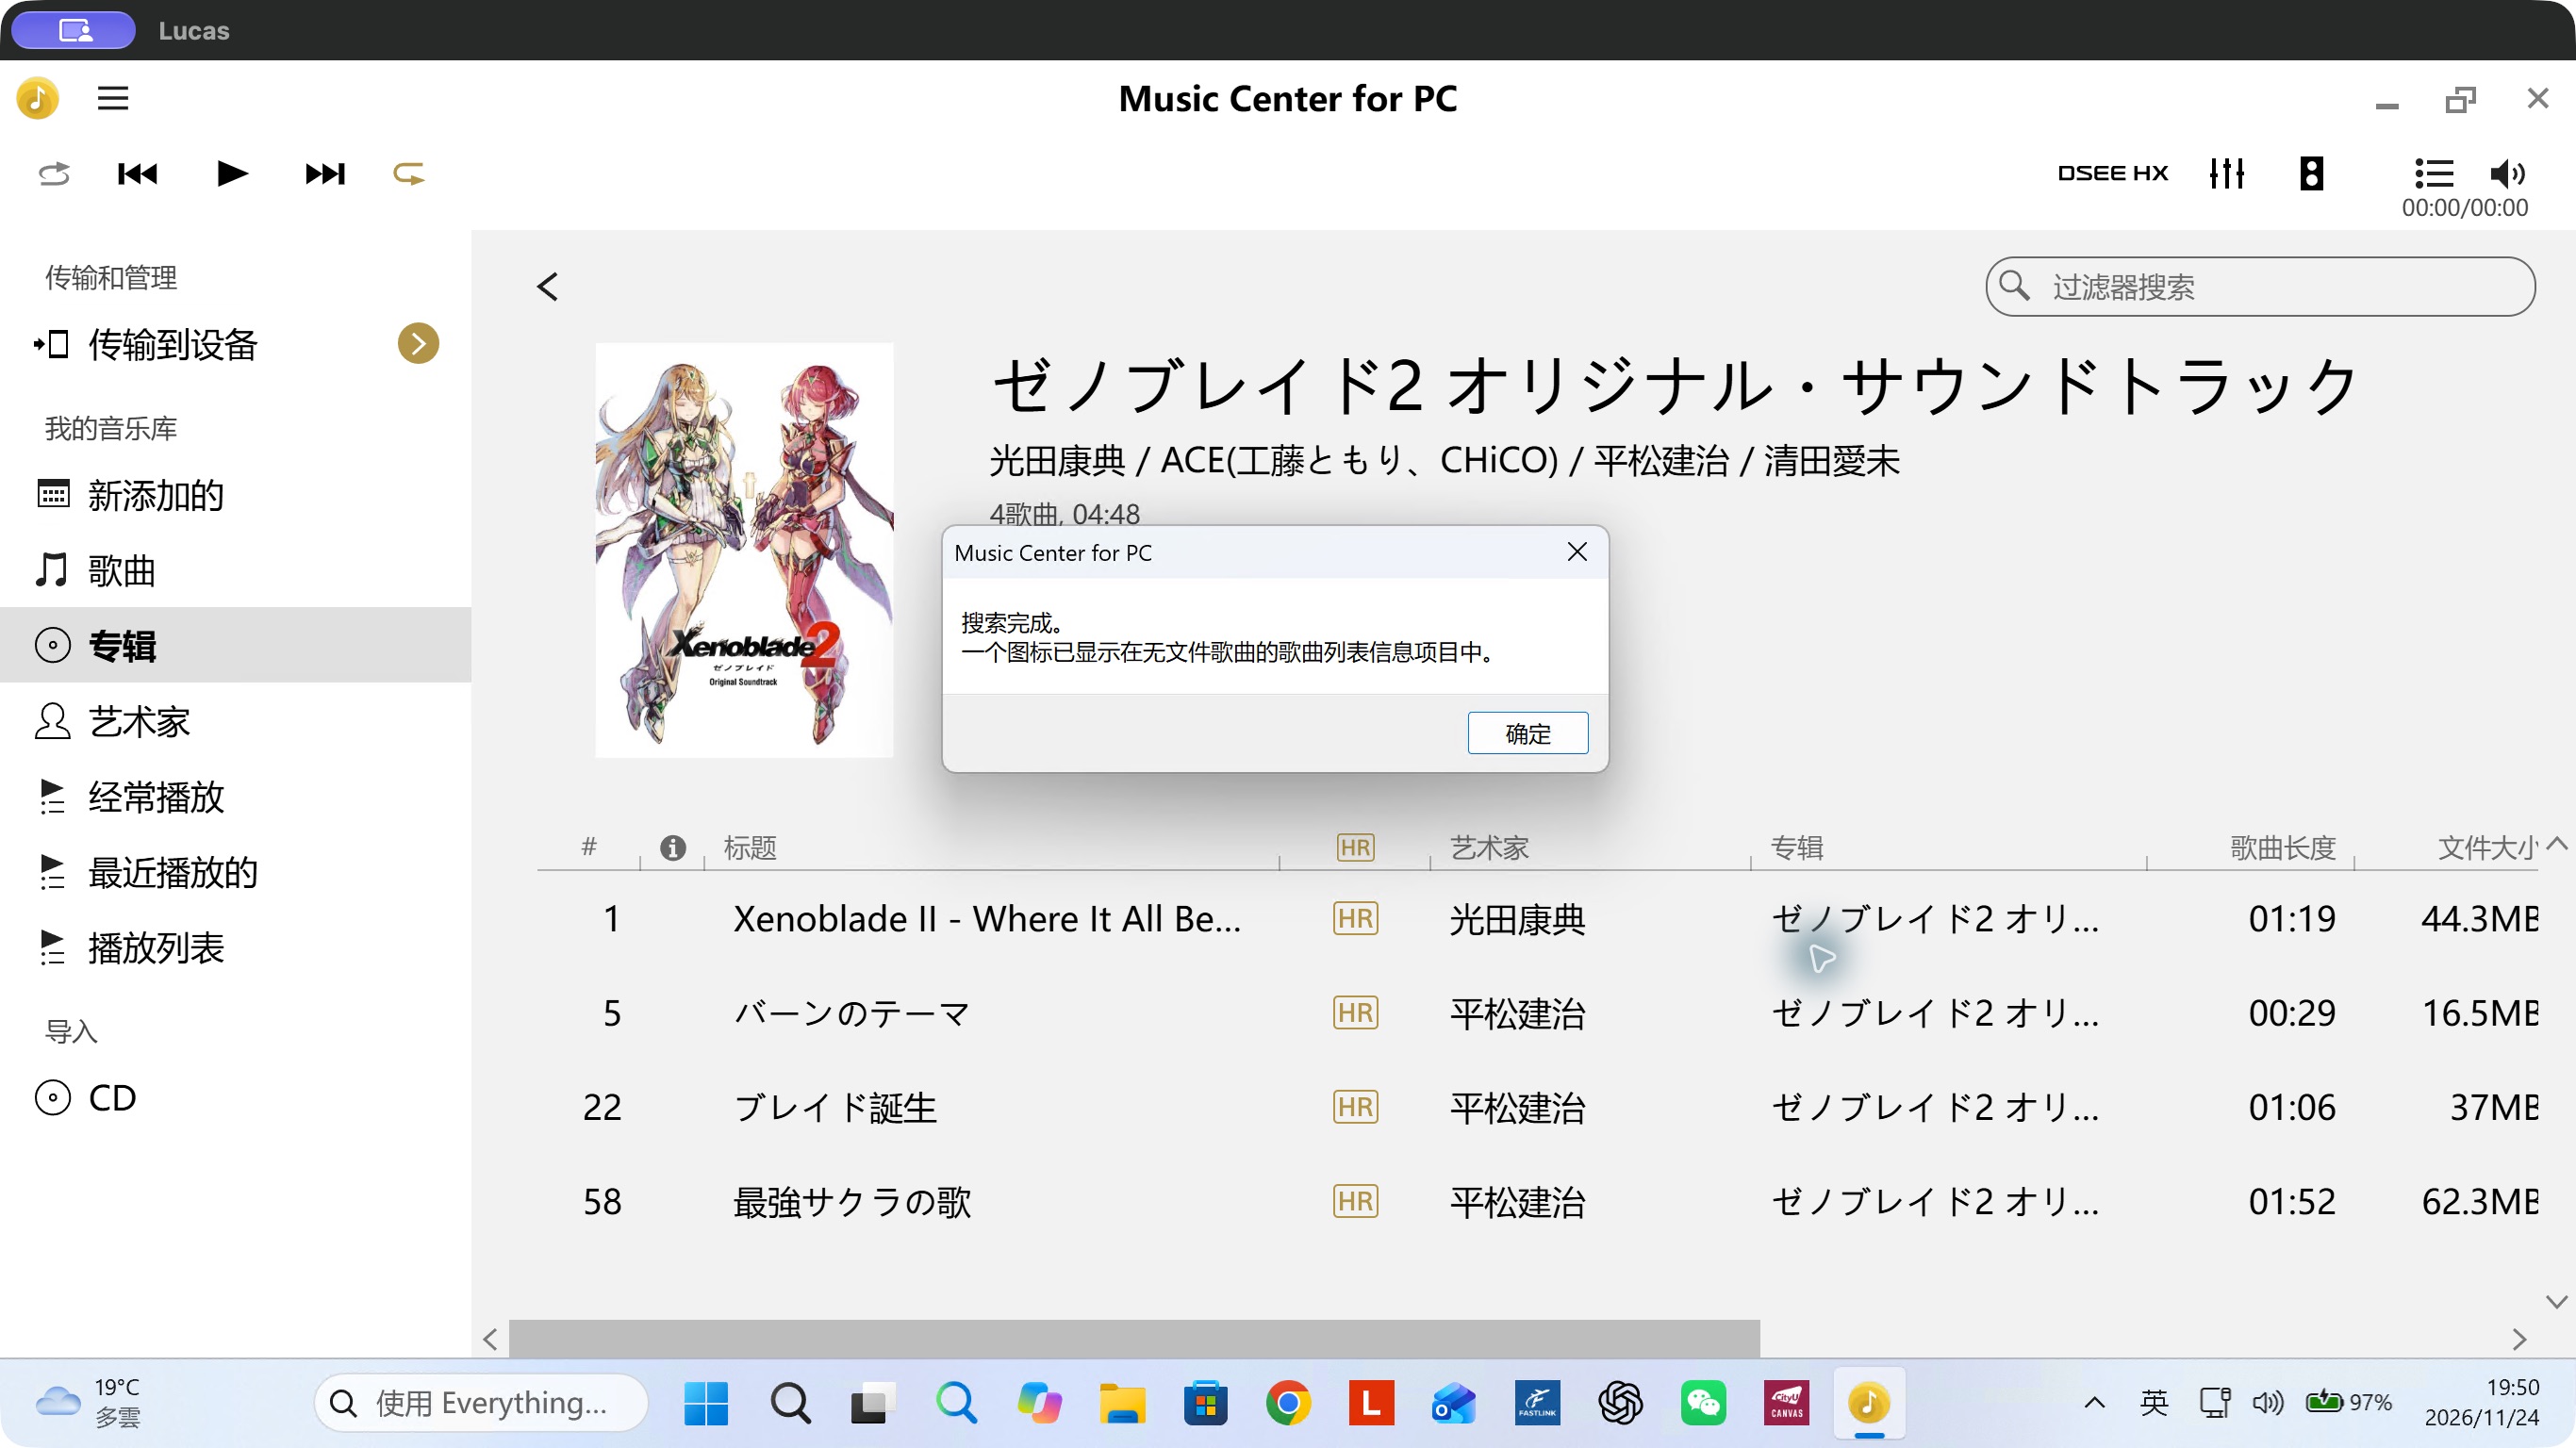 Lucas
Music Center for PC
DSEE HX
00:00/00:00
传输和管理
传输到设备
我的音乐库
新添加的
歌曲
专辑
艺术家
经常播放
最近播放的
播放列表
导入
CD
过滤器搜索
ゼノブレイド2 オリジナル・サウンドトラック
光田康典 / ACE(工藤ともり、CHiCO) / 平松建治 / 清田愛未
4歌曲, 04:48
Xenoblade2
ゼノブレイド
Original Soundtrack
Music Center for PC
搜索完成。
一个图标已显示在无文件歌曲的歌曲列表信息项目中。
确定
# 标题 HR 艺术家 专辑 歌曲长度 文件大小
1 Xenoblade II - Where It All Be... HR 光田康典 ゼノブレイド2 オリ... 01:19 44.3MB
5 バーンのテーマ HR 平松建治 ゼノブレイド2 オリ... 00:29 16.5MB
22 ブレイド誕生 HR 平松建治 ゼノブレイド2 オリ... 01:06 37MB
58 最強サクラの歌 HR 平松建治 ゼノブレイド2 オリ... 01:52 62.3MB
19°C
多雲
使用 Everything...
L
FASTLINK
CityU
CANVAS
英
97%
19:50
2026/11/24